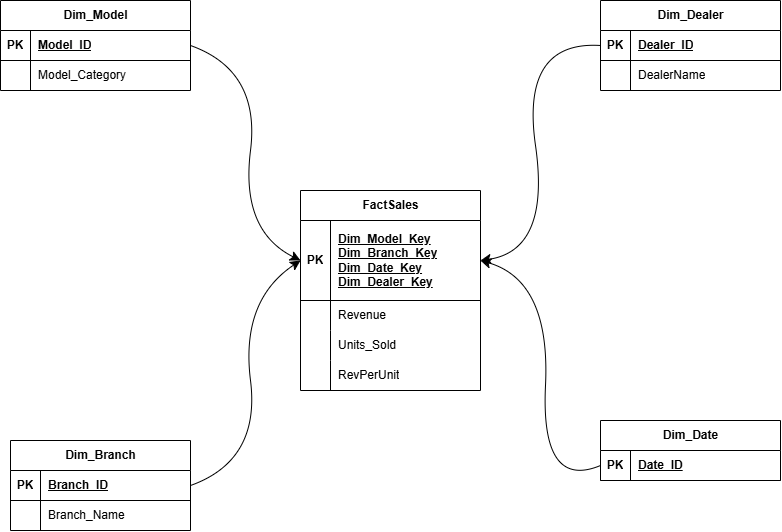 Dim_Model
PK Model_ID
Model_Category
Dim_Dealer
PK Dealer_ID
DealerName
FactSales
PK
Dim_Model_Key
Dim_Branch_Key
Dim_Date_Key
Dim_Dealer_Key
Revenue
Units_Sold
RevPerUnit
Dim_Branch
PK Branch_ID
Branch_Name
Dim_Date
PK Date_ID